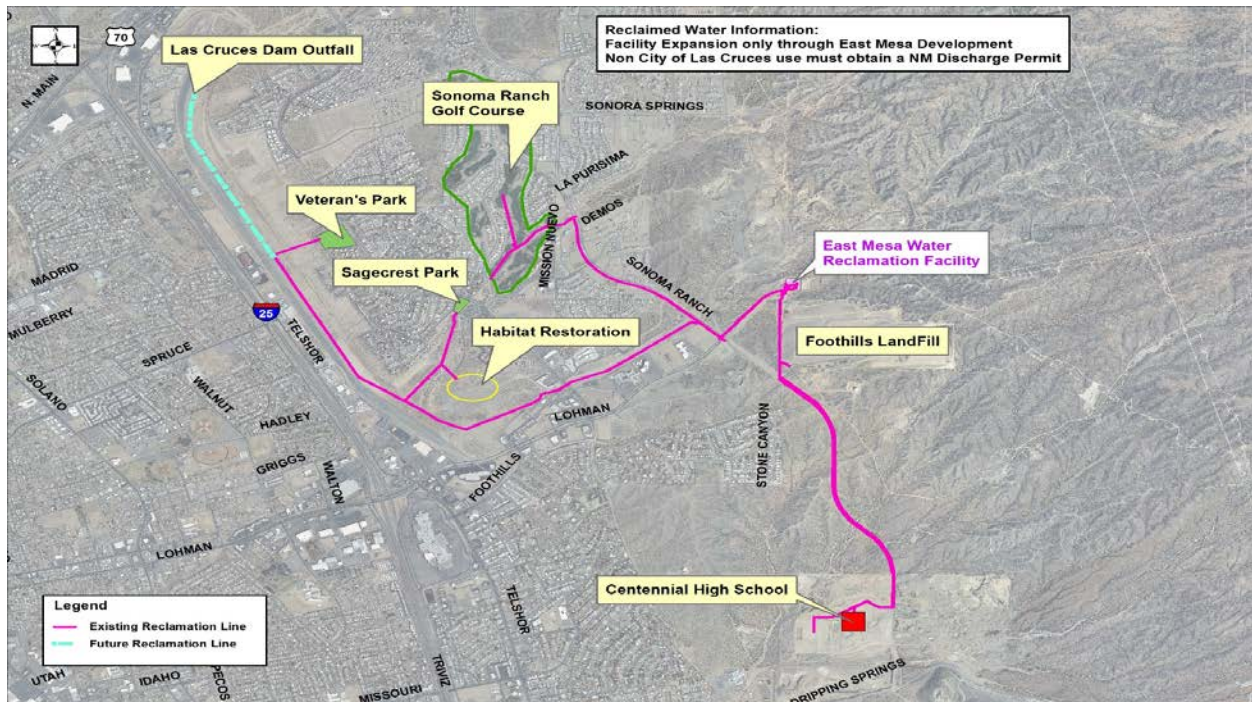 Reclaimed Water Information:
Facility Expansion only through East Mesa Development
Non City of Las Cruces use must obtain a NM Discharge Permit
70
N. MAIN
Las Cruces Dam Outfall
Sonoma Ranch
Golf Course
SONORA SPRINGS
LA PURISIMA
Veteran's Park
DEMOS
MISSION NUEVO
East Mesa Water
Reclamation Facility
MADRID
Sagecrest Park
SONOMA RANCH
MULBERRY
25
TELSHOR
Habitat Restoration
Foothills LandFill
SPRUCE
SOLANO
WALNUT
HADLEY
LOHMAN
GRIGGS
WALTON
FOOTHILLS
STONE CANYON
LOHMAN
Centennial High School
TELSHOR
Legend
Existing Reclamation Line
Future Reclamation Line
UTAH
IDAHO
PECOS
MISSOURI
TRIVIZ
DRIPPING SPRINGS